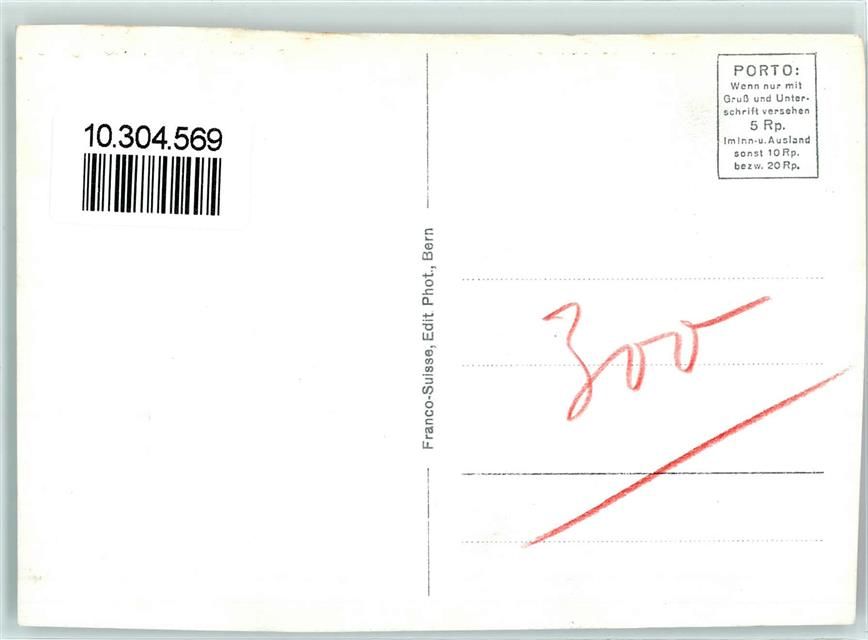 10.304.569
PORTO:
Wenn nur mit
Gruß und Unter-
schrift versehen
5 Rp.
Im Inn-u. Ausland
sonst 10 Rp.
bezw. 20 Rp.
Franco-Suisse, Edit. Phot., Bern
300